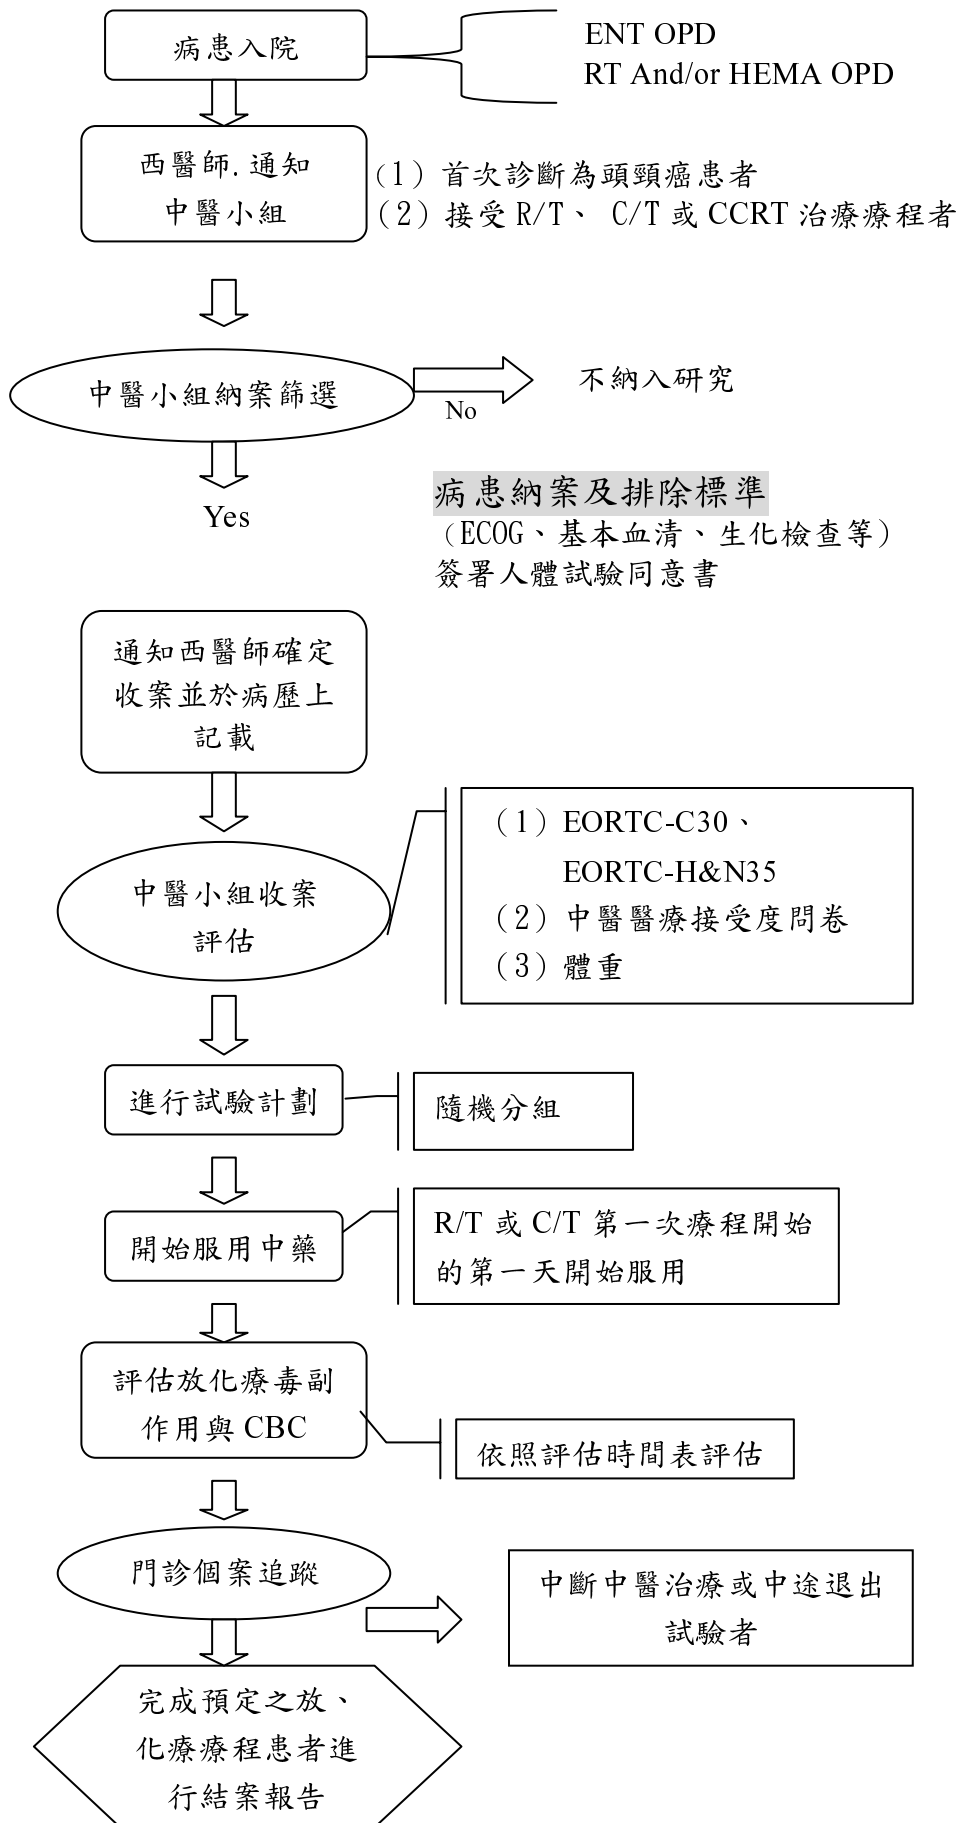 病患入院
ENT OPD
RT And/or HEMA OPD
西醫師.通知
中醫小組
（1）首次診斷為頭頸癌患者
（2）接受 R/T、 C/T 或 CCRT 治療療程者
中醫小組納案篩選
No
不納入研究
Yes
病患納案及排除標準
（ECOG、基本血清、生化檢查等）
簽署人體試驗同意書
通知西醫師確定
收案並於病歷上
記載
中醫小組收案
評估
（1）EORTC-C30、
EORTC-H&N35
（2）中醫醫療接受度問卷
（3）體重
進行試驗計劃
隨機分組
開始服用中藥
R/T 或 C/T 第一次療程開始
的第一天開始服用
評估放化療毒副
作用與 CBC
依照評估時間表評估
門診個案追蹤
中斷中醫治療或中途退出
試驗者
完成預定之放、
化療療程患者進
行結案報告